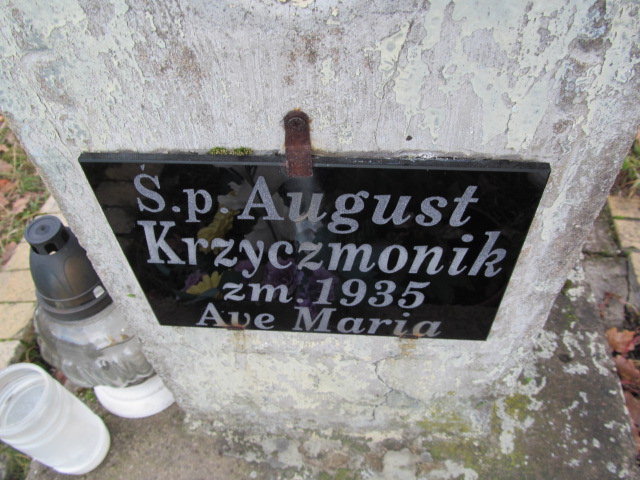 Ś.p. August
Krzyczmonik
zm. 1935
Ave Maria